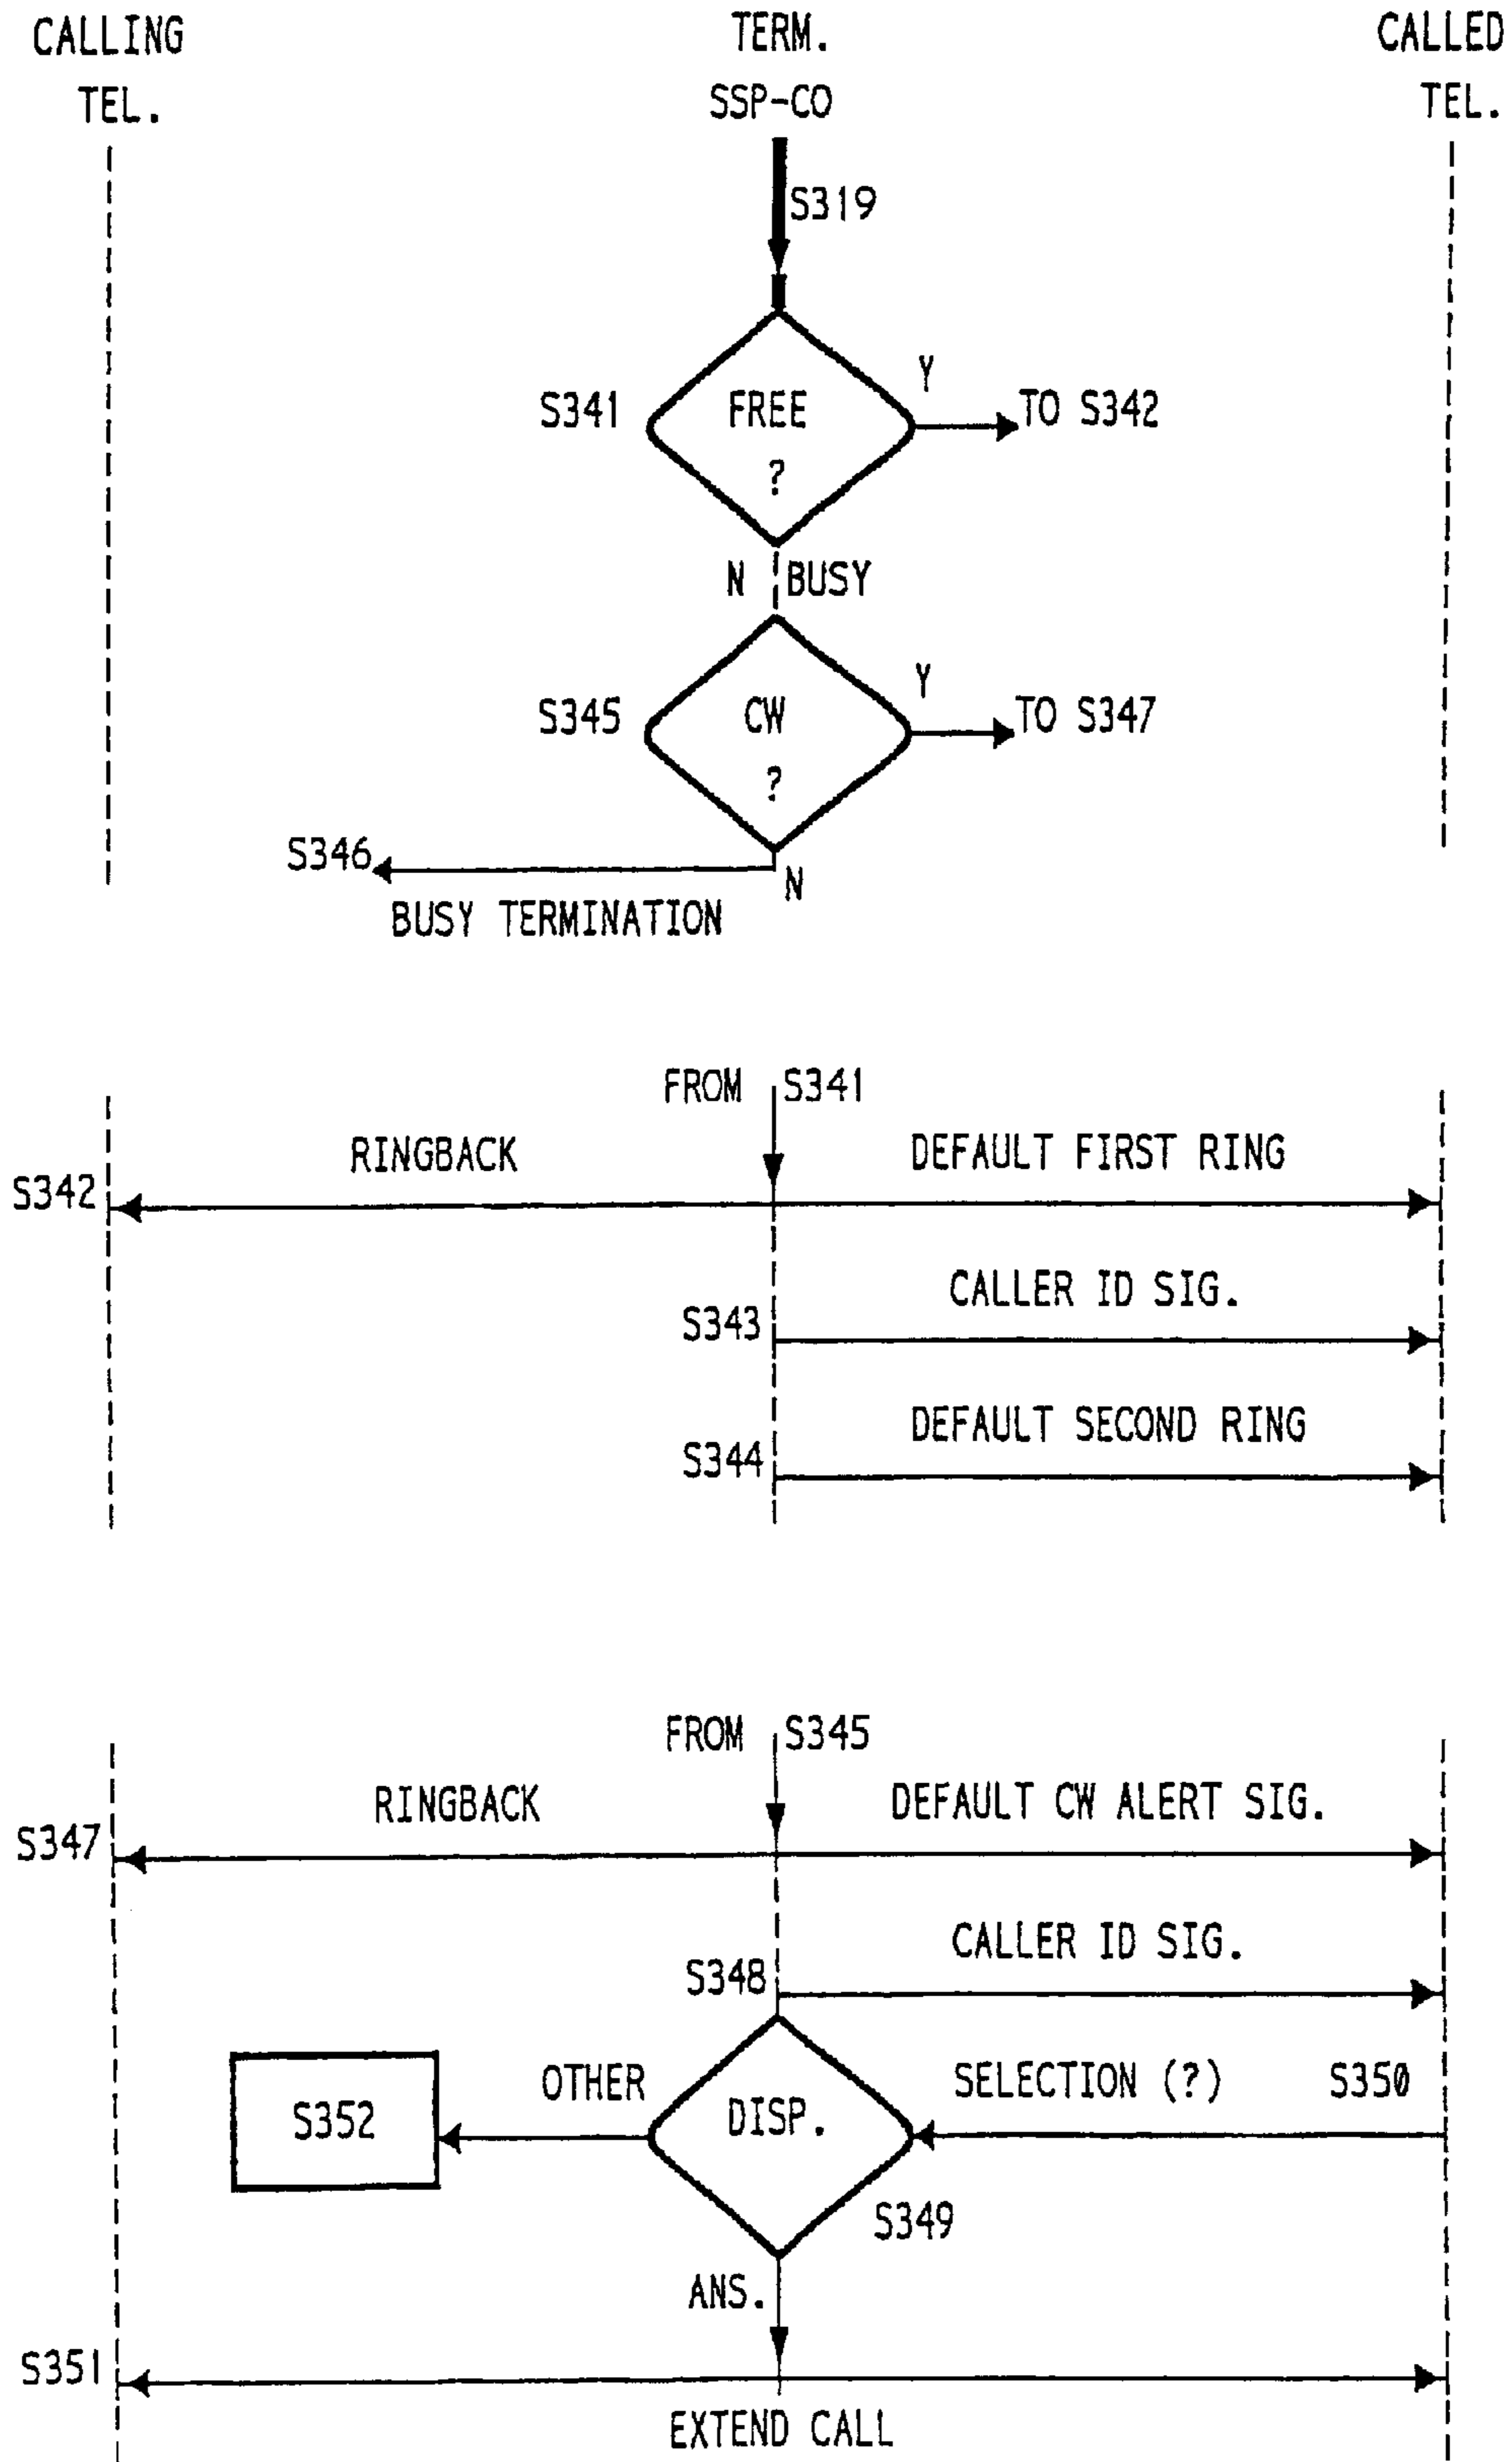 CALLING TEL.
TERM. SSP-CO
CALLED TEL.
S319
S341
FREE ?
Y
TO S342
N BUSY
S345
CW ?
Y
TO S347
S346
N
BUSY TERMINATION
FROM S341
RINGBACK
DEFAULT FIRST RING
S342
CALLER ID SIG.
S343
DEFAULT SECOND RING
S344
FROM S345
RINGBACK
DEFAULT CW ALERT SIG.
S347
CALLER ID SIG.
S348
OTHER
SELECTION (?)
S350
S352
DISP.
S349
ANS.
S351
EXTEND CALL